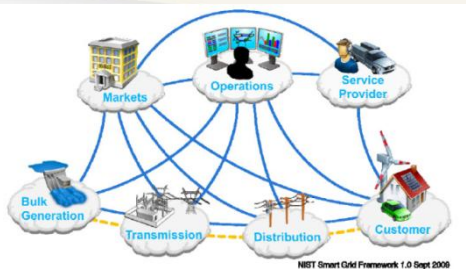 Markets
Operations
Service
Provider
Bulk
Generation
Transmission
Distribution
Customer
NIST Smart Grid Framework 1.0 Sept 2009